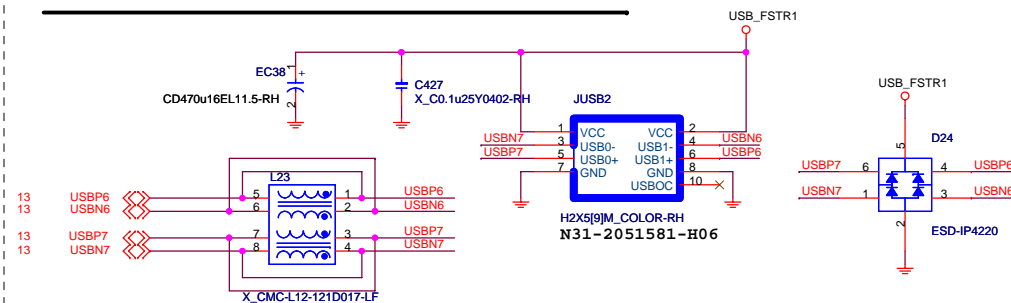 USB_FSTR1
EC38
1
+
2
CD470u16EL11.5-RH
C427
X_C0.1u25Y0402-RH
JUSB2
1 VCC VCC 2
USBN7 3 USB0- USB1- 4 USBN6
USBP7 5 USB0+ USB1+ 6 USBP6
7 GND GND 8
USBOC 10
H2X5[9]M_COLOR-RH
N31-2051581-H06
USB_FSTR1
5
D24
USBP7 6 4 USBP6
USBN7 1 3 USBN6
2
ESD-IP4220
L23
13 USBP6 5 1 USBP6
13 USBN6 6 2 USBN6
13 USBP7 7 3 USBP7
13 USBN7 8 4 USBN7
X_CMC-L12-121D017-LF